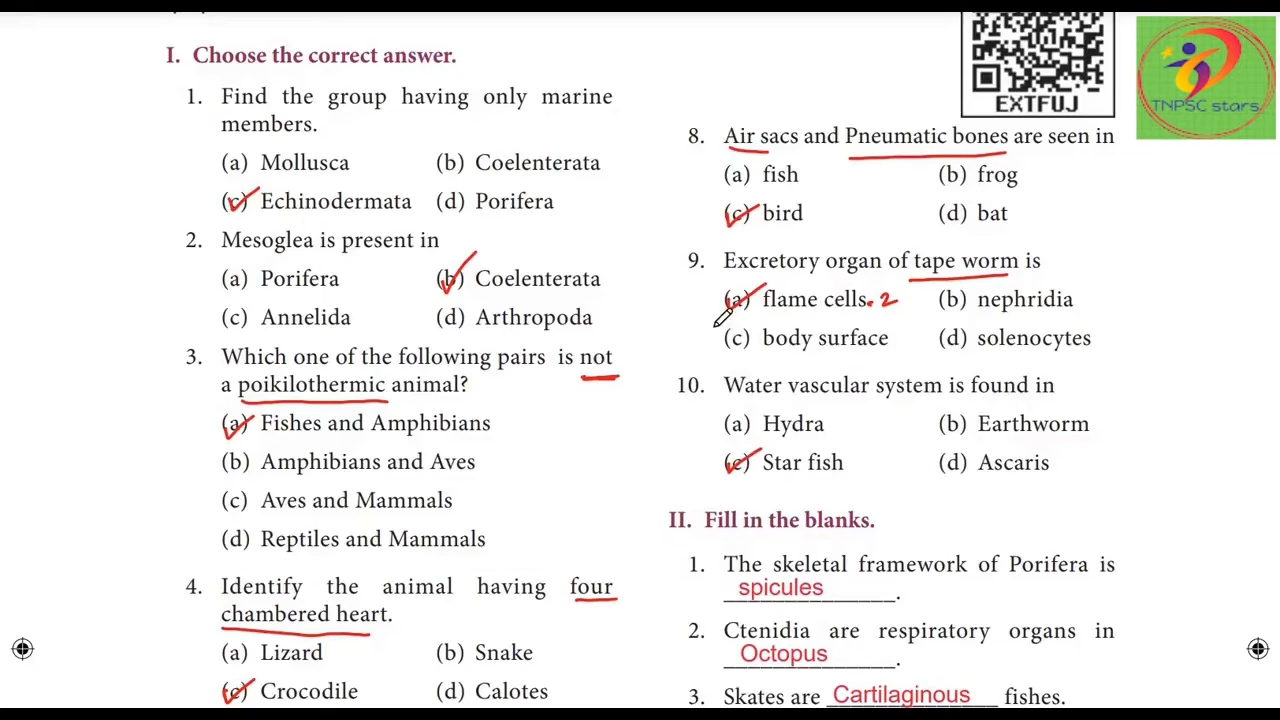 I. Choose the correct answer.
1. Find the group having only marine
members.
(a) Mollusca (b) Coelenterata
(c) Echinodermata (d) Porifera
2. Mesoglea is present in
(a) Porifera (b) Coelenterata
(c) Annelida (d) Arthropoda
3. Which one of the following pairs is not
a poikilothermic animal?
(a) Fishes and Amphibians
(b) Amphibians and Aves
(c) Aves and Mammals
(d) Reptiles and Mammals
4. Identify the animal having four
chambered heart.
(a) Lizard (b) Snake
(c) Crocodile (d) Calotes
EXTFUJ
TNPSC stars
8. Air sacs and Pneumatic bones are seen in
(a) fish (b) frog
(c) bird (d) bat
9. Excretory organ of tape worm is
(a) flame cells. 2 (b) nephridia
(c) body surface (d) solenocytes
10. Water vascular system is found in
(a) Hydra (b) Earthworm
(c) Star fish (d) Ascaris
II. Fill in the blanks.
1. The skeletal framework of Porifera is
spicules.
2. Ctenidia are respiratory organs in
Octopus.
3. Skates are Cartilaginous fishes.